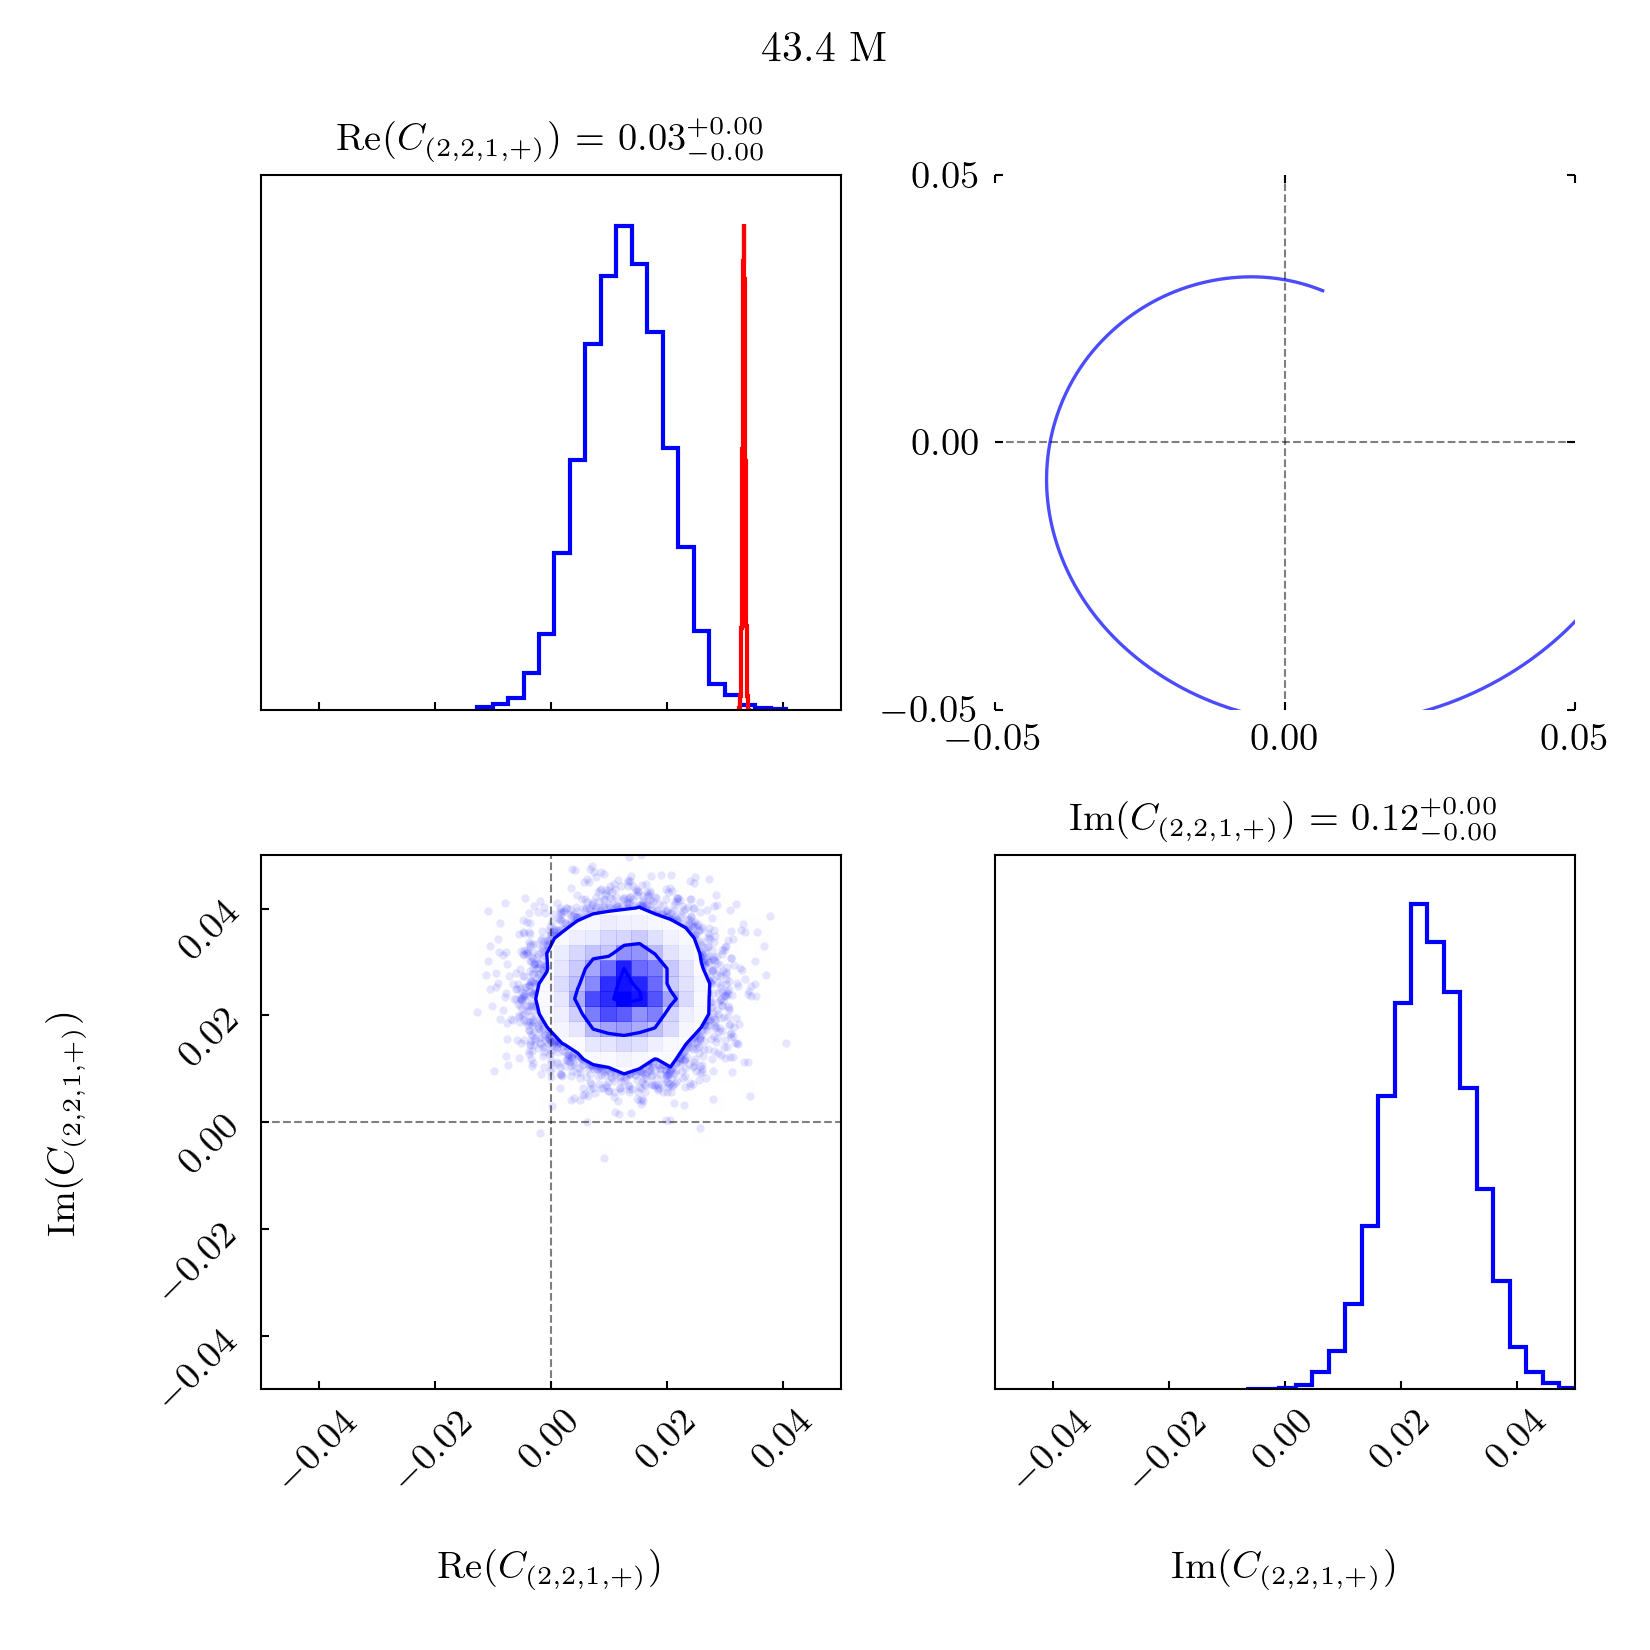 43.4 M
Re(C₍₂,₂,₁,₊₎) = 0.03⁺⁰·⁰⁰₋₀.₀₀
0.05
0.00
−0.05
−0.05 0.00 0.05
Im(C₍₂,₂,₁,₊₎) = 0.12⁺⁰·⁰⁰₋₀.₀₀
Im(C₍₂,₂,₁,₊₎)
0.04
0.02
0.00
−0.02
−0.04
−0.04 −0.02 0.00 0.02 0.04
−0.04 −0.02 0.00 0.02 0.04
Re(C₍₂,₂,₁,₊₎)
Im(C₍₂,₂,₁,₊₎)